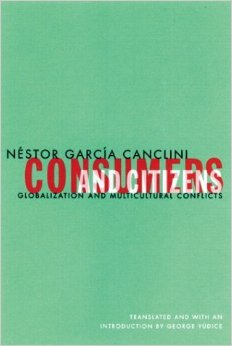 NÉSTOR GARCÍA CANCLINI
CONSUMERS
AND CITIZENS
GLOBALIZATION AND MULTICULTURAL CONFLICTS
TRANSLATED AND WITH AN
INTRODUCTION BY GEORGE YÚDICE